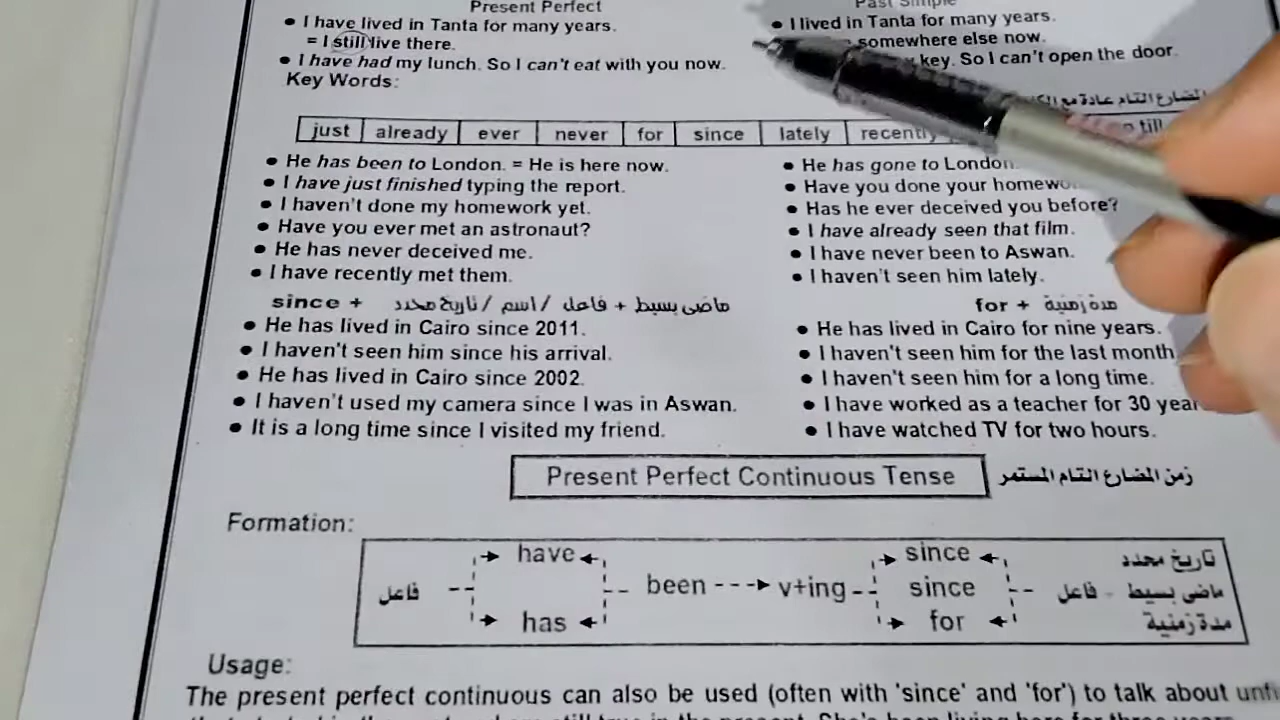 Present Perfect Past Simple
• I have lived in Tanta for many years. • I lived in Tanta for many years.
= I still live there. somewhere else now.
• I have had my lunch. So I can't eat with you now. key. So I can't open the door.
Key Words: المضارع التام عادة مع
just already ever never for since lately recently till
• He has been to London. = He is here now. • He has gone to London.
• I have just finished typing the report. • Have you done your
• I haven't done my homework yet. • Has he ever deceived you before?
• Have you ever met an astronaut? • I have already seen that film.
• He has never deceived me. • I have never been to Aswan.
• I have recently met them. • I haven't seen him lately.
since + ماضى بسيط + فاعل / اسم / تاريخ محدد for + مدة زمنية
• He has lived in Cairo since 2011. • He has lived in Cairo for nine years.
• I haven't seen him since his arrival. • I haven't seen him for the last month
• He has lived in Cairo since 2002. • I haven't seen him for a long time.
• I haven't used my camera since I was in Aswan. • I have worked as a teacher for 30
• It is a long time since I visited my friend. • I have watched TV for two hours.
Present Perfect Continuous Tense زمن المضارع التام المستمر
Formation:
have since تاريخ محدد
فاعل been v+ing since فاعل - ماضى بسيط
has for مدة زمنية
Usage:
The present perfect continuous can also be used (often with 'since' and 'for') to talk about